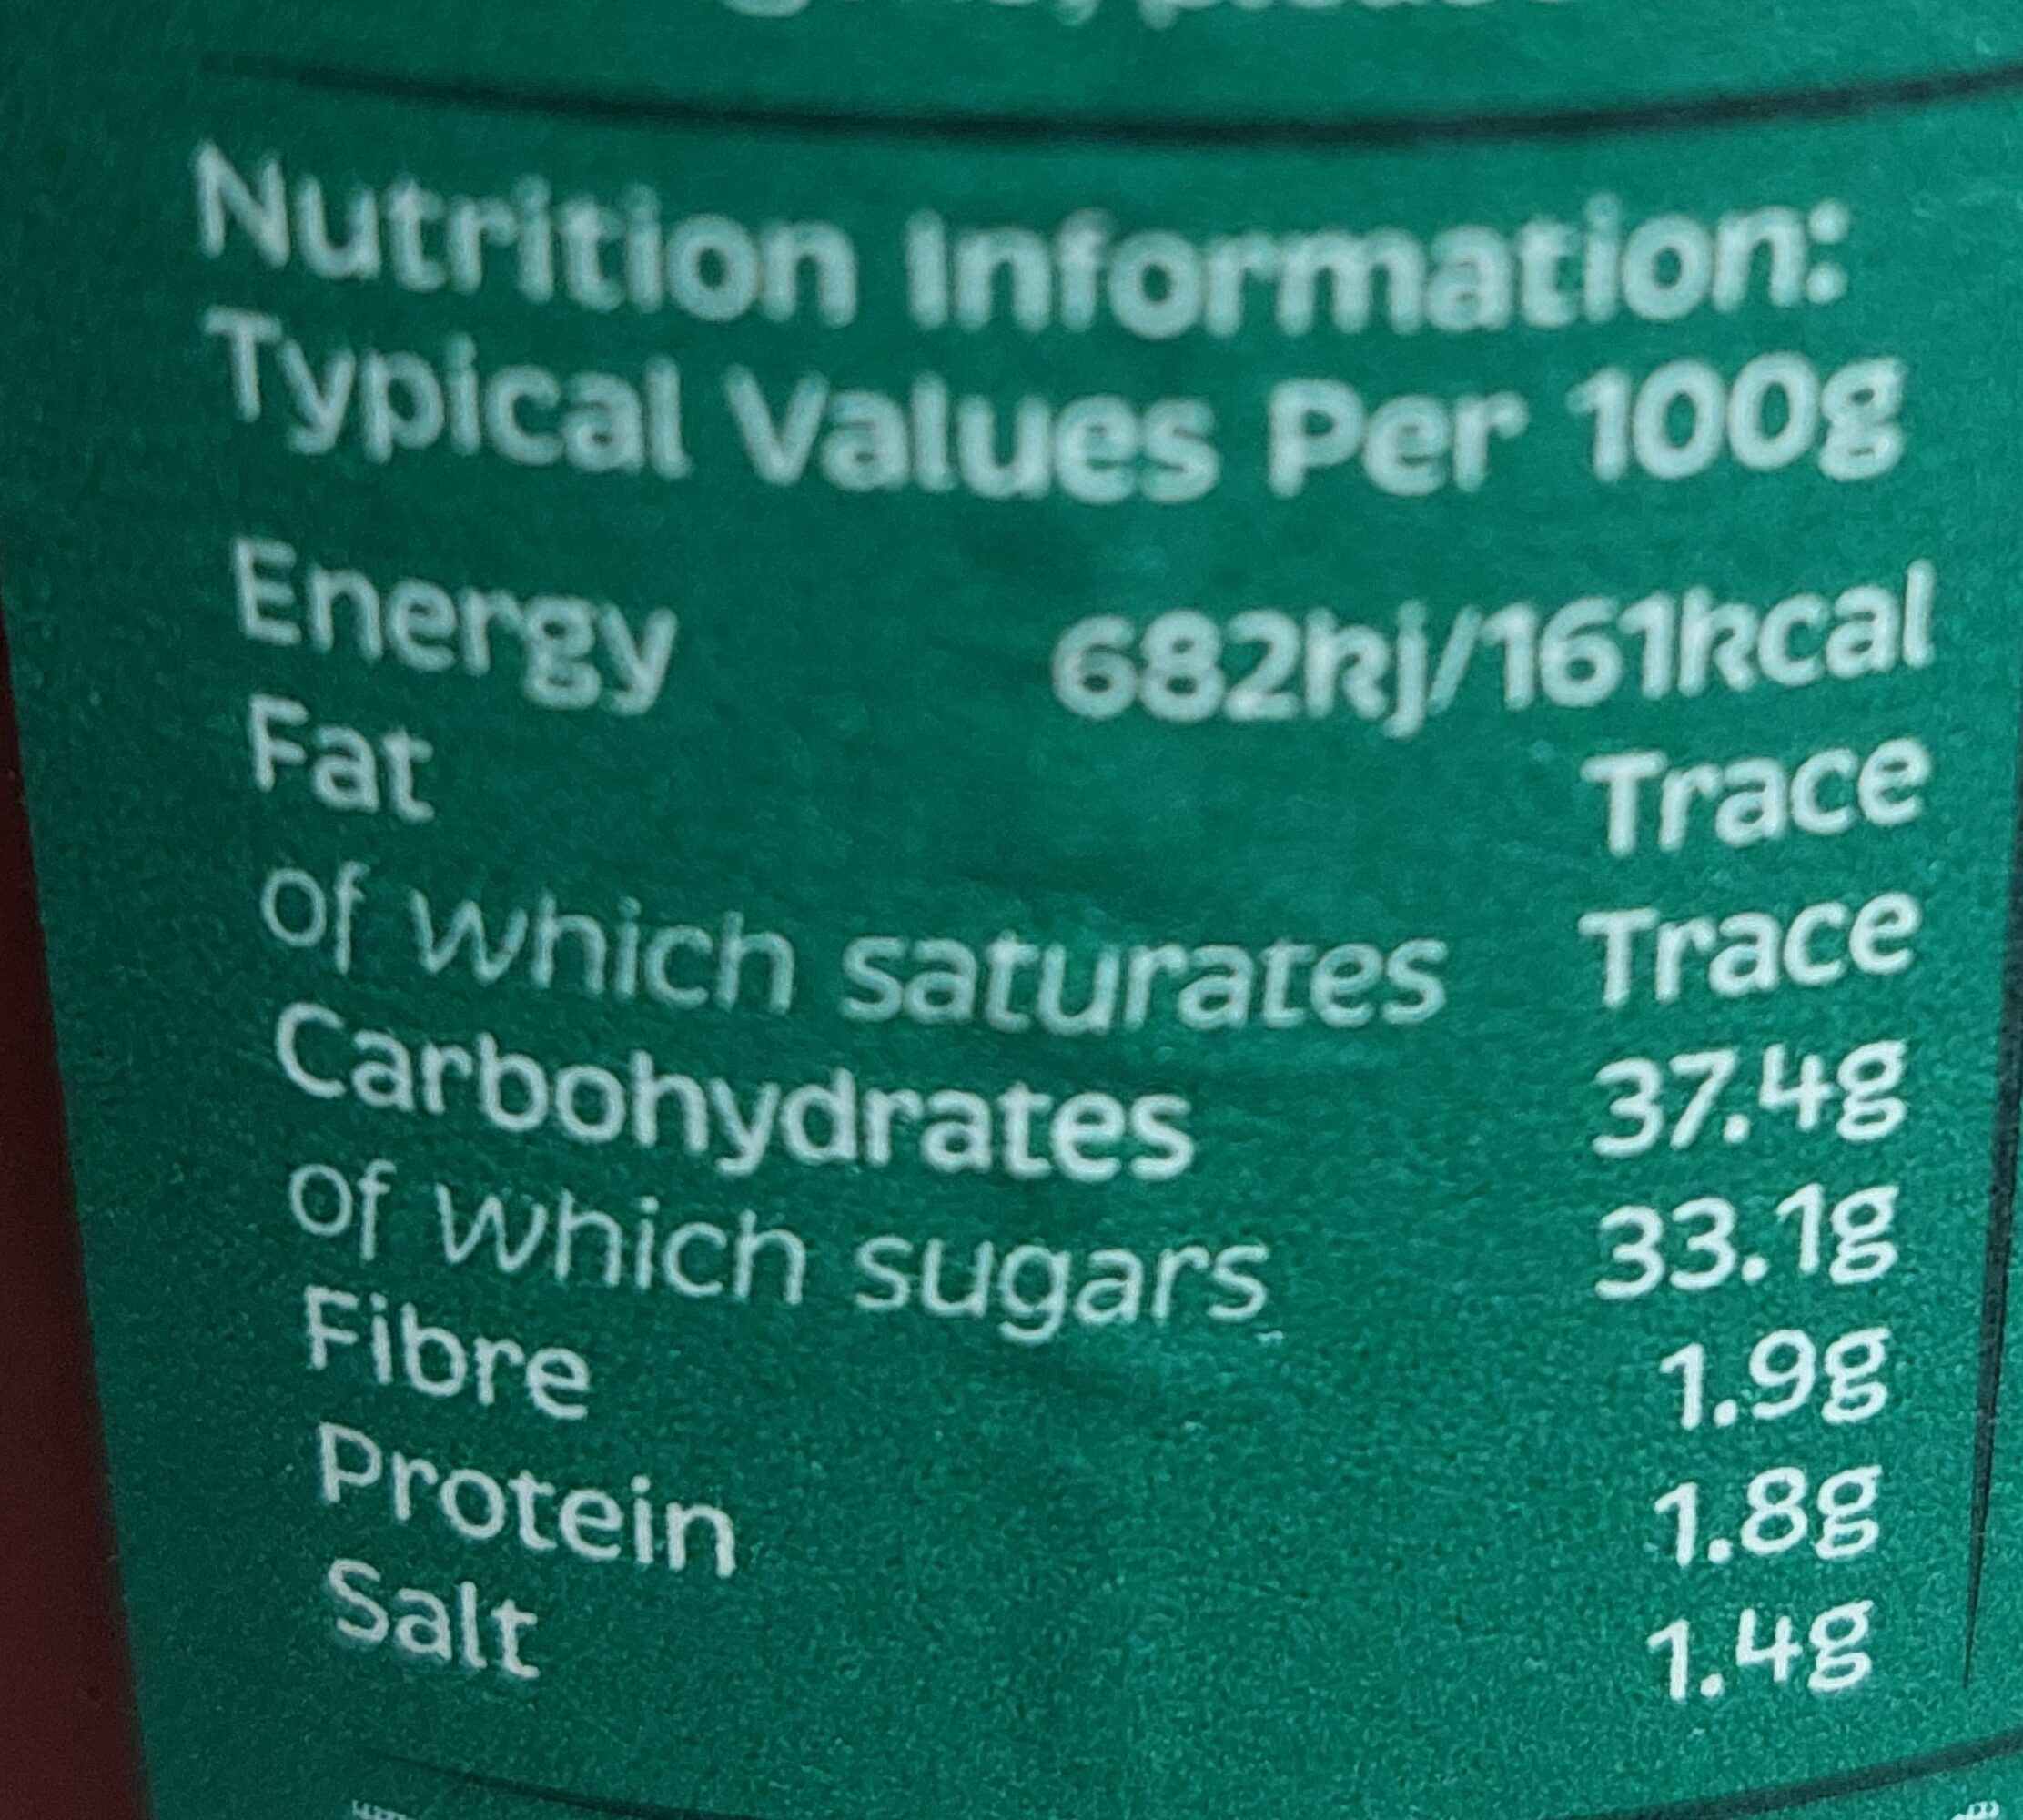 Nutrition Information:
Typical Values Per 100g
Energy 682kj/161kcal
Fat Trace
of which saturates Trace
Carbohydrates 37.4g
of which sugars 33.1g
Fibre 1.9g
Protein 1.8g
Salt 1.4g